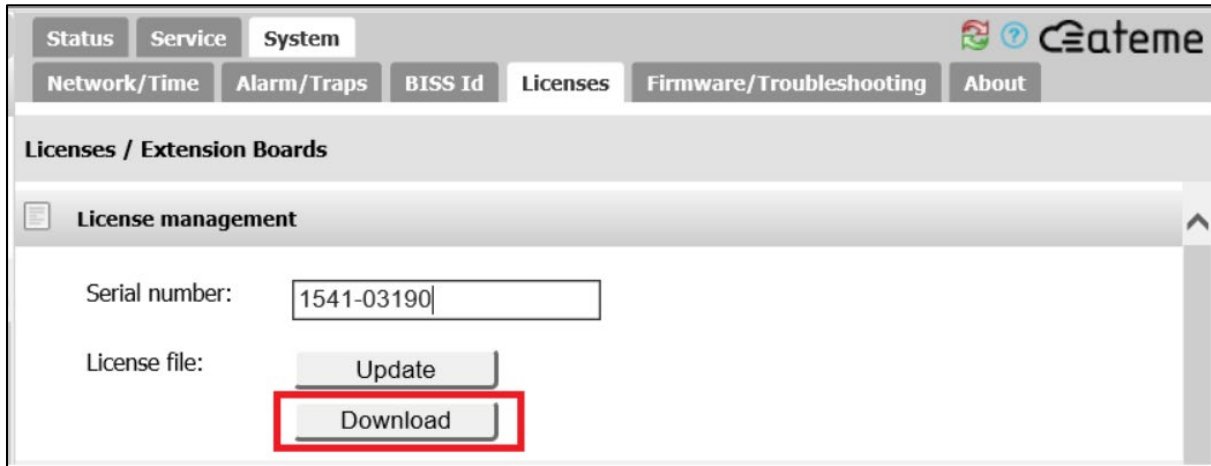 Status Service System
? ateme
Network/Time Alarm/Traps BISS Id Licenses Firmware/Troubleshooting About
Licenses / Extension Boards
License management
Serial number: 1541-03190
License file: Update
Download